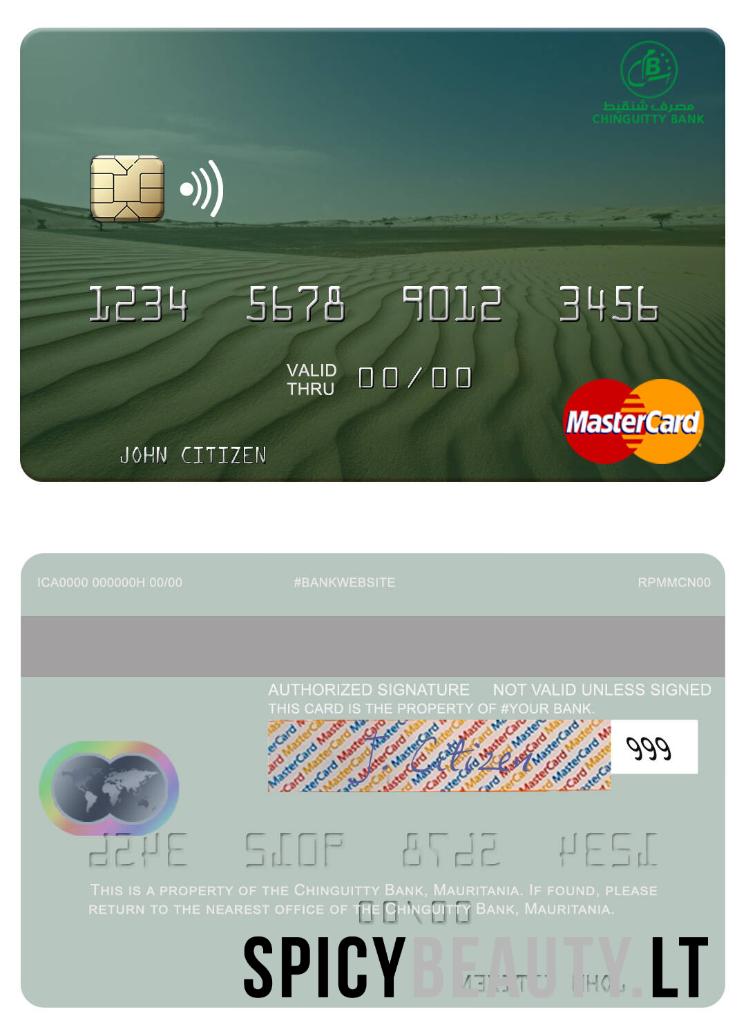 مصرف شنقيط
CHINGUITTY BANK
1234 5678 9012 3456
VALID THRU 00/00
MasterCard
JOHN CITIZEN
ICA0000 000000H 00/00 #BANKWEBSITE RPMMCN00
AUTHORIZED SIGNATURE NOT VALID UNLESS SIGNED
THIS CARD IS THE PROPERTY OF #YOUR BANK.
J Citizen 999
THIS IS A PROPERTY OF THE CHINGUITTY BANK, MAURITANIA. IF FOUND, PLEASE
RETURN TO THE NEAREST OFFICE OF THE CHINGUITTY BANK, MAURITANIA.
SPICYBEAUTY.LT